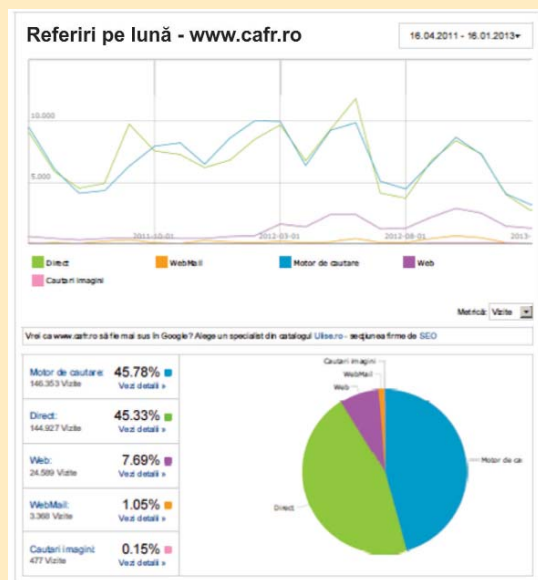 Referiri pe lună - www.cafr.ro
16.04.2011 - 16.01.2013
10.000
5.000
2011-10-01
2012-03-01
2012-08-01
2013-
Direct
WebMail
Motor de cautare
Web
Cautari imagini
Metrică: Vizite
Vrei ca www.cafr.ro să fie mai sus în Google? Alege un specialist din catalogul Ulise.ro - secţiunea firme de SEO
Motor de cautare: 45.78%
146.353 Vizite Vezi detalii »
Direct: 45.33%
144.927 Vizite Vezi detalii »
Web: 7.69%
24.589 Vizite Vezi detalii »
WebMail: 1.05%
3.368 Vizite Vezi detalii »
Cautari imagini: 0.15%
477 Vizite Vezi detalii »
Cautari imagini
WebMail
Web
Motor de ca
Direct